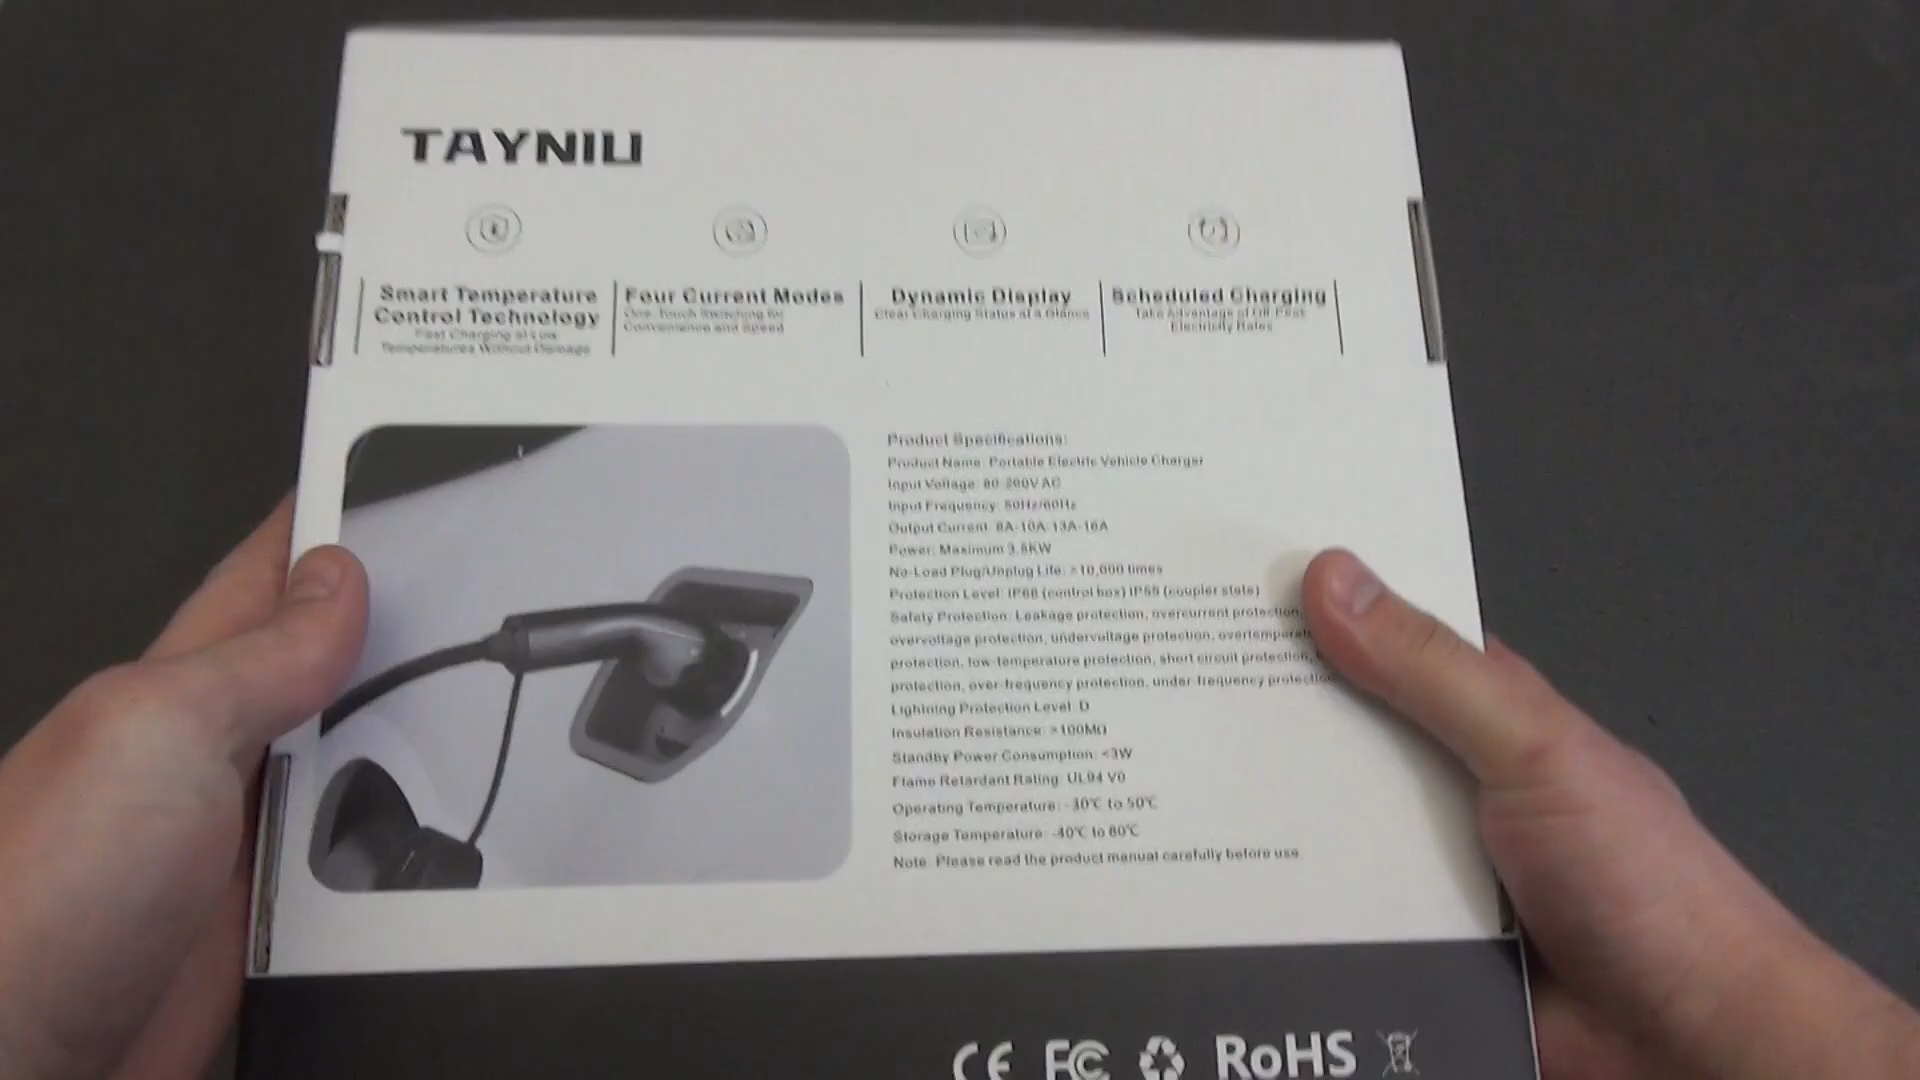 TAYNIU
Smart Temperature
Control Technology
Fast Charging at Low
Temperatures Without Damage
Four Current Modes
One-Touch Switching for
Convenience and Speed
Dynamic Display
Clear Charging Status at a Glance
Scheduled Charging
Take Advantage of Off-Peak
Electricity Rates
Product Specifications:
Product Name: Portable Electric Vehicle Charger
Input Voltage: AC
Input Frequency: 50Hz/60Hz
Output Current: 8A-10A-13A-16A
Power: Maximum
No-Load Plug/Unplug Life: 10,000 times
Protection Level: (control box) (coupler state)
Safety Protection: Leakage protection, overcurrent protection,
overvoltage protection, undervoltage protection,
protection, low-temperature protection, short circuit protection,
protection, over-frequency protection, under-frequency protection
Lightning Protection Level: D
Insulation Resistance: >100MΩ
Standby Power Consumption: <3W
Flame Retardant Rating: UL94 V0
Operating Temperature: -30℃ to 50℃
Storage Temperature: -40℃ to 80℃
Note: Please read the product manual carefully before use
CE FC RoHS